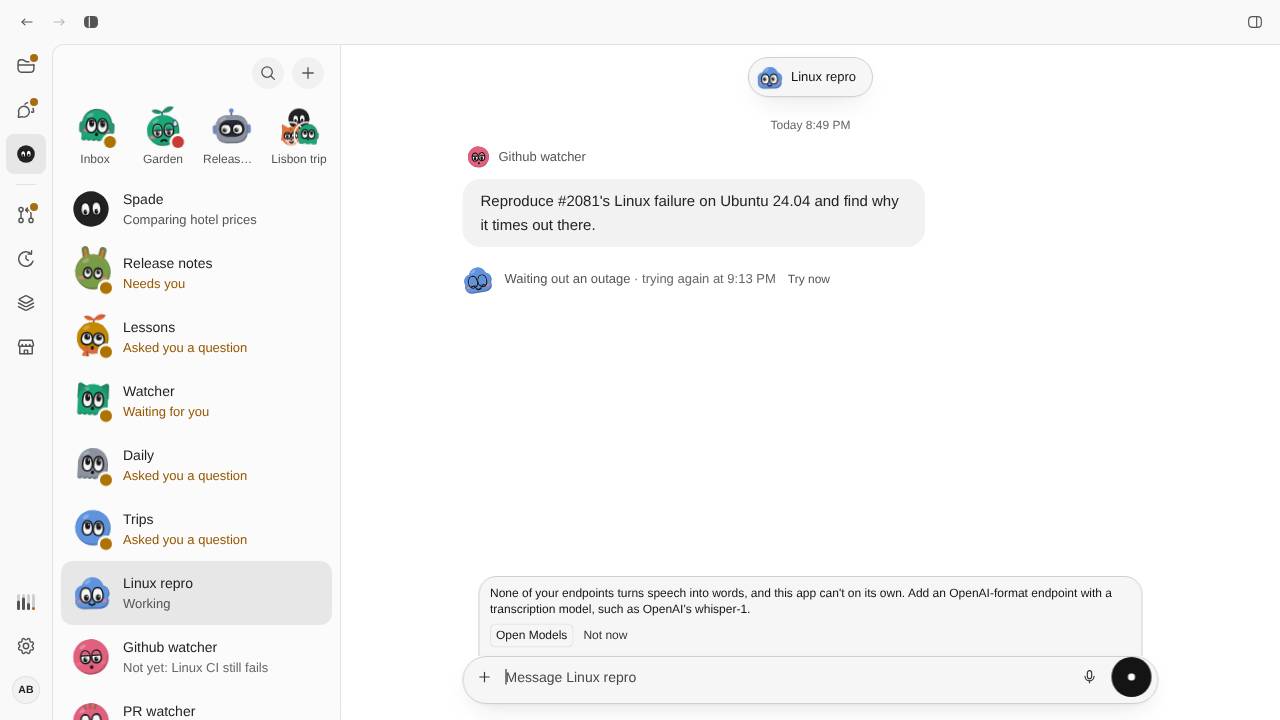 Inbox
Garden
Releas…
Lisbon trip
Spade
Comparing hotel prices
Release notes
Needs you
Lessons
Asked you a question
Watcher
Waiting for you
Daily
Asked you a question
Trips
Asked you a question
Linux repro
Working
Github watcher
Not yet: Linux CI still fails
PR watcher
AB
Linux repro
Today 8:49 PM
Github watcher
Reproduce #2081's Linux failure on Ubuntu 24.04 and find why
it times out there.
Waiting out an outage · trying again at 9:13 PM Try now
None of your endpoints turns speech into words, and this app can't on its own. Add an OpenAI-format endpoint with a
transcription model, such as OpenAI's whisper-1.
Open Models Not now
Message Linux repro